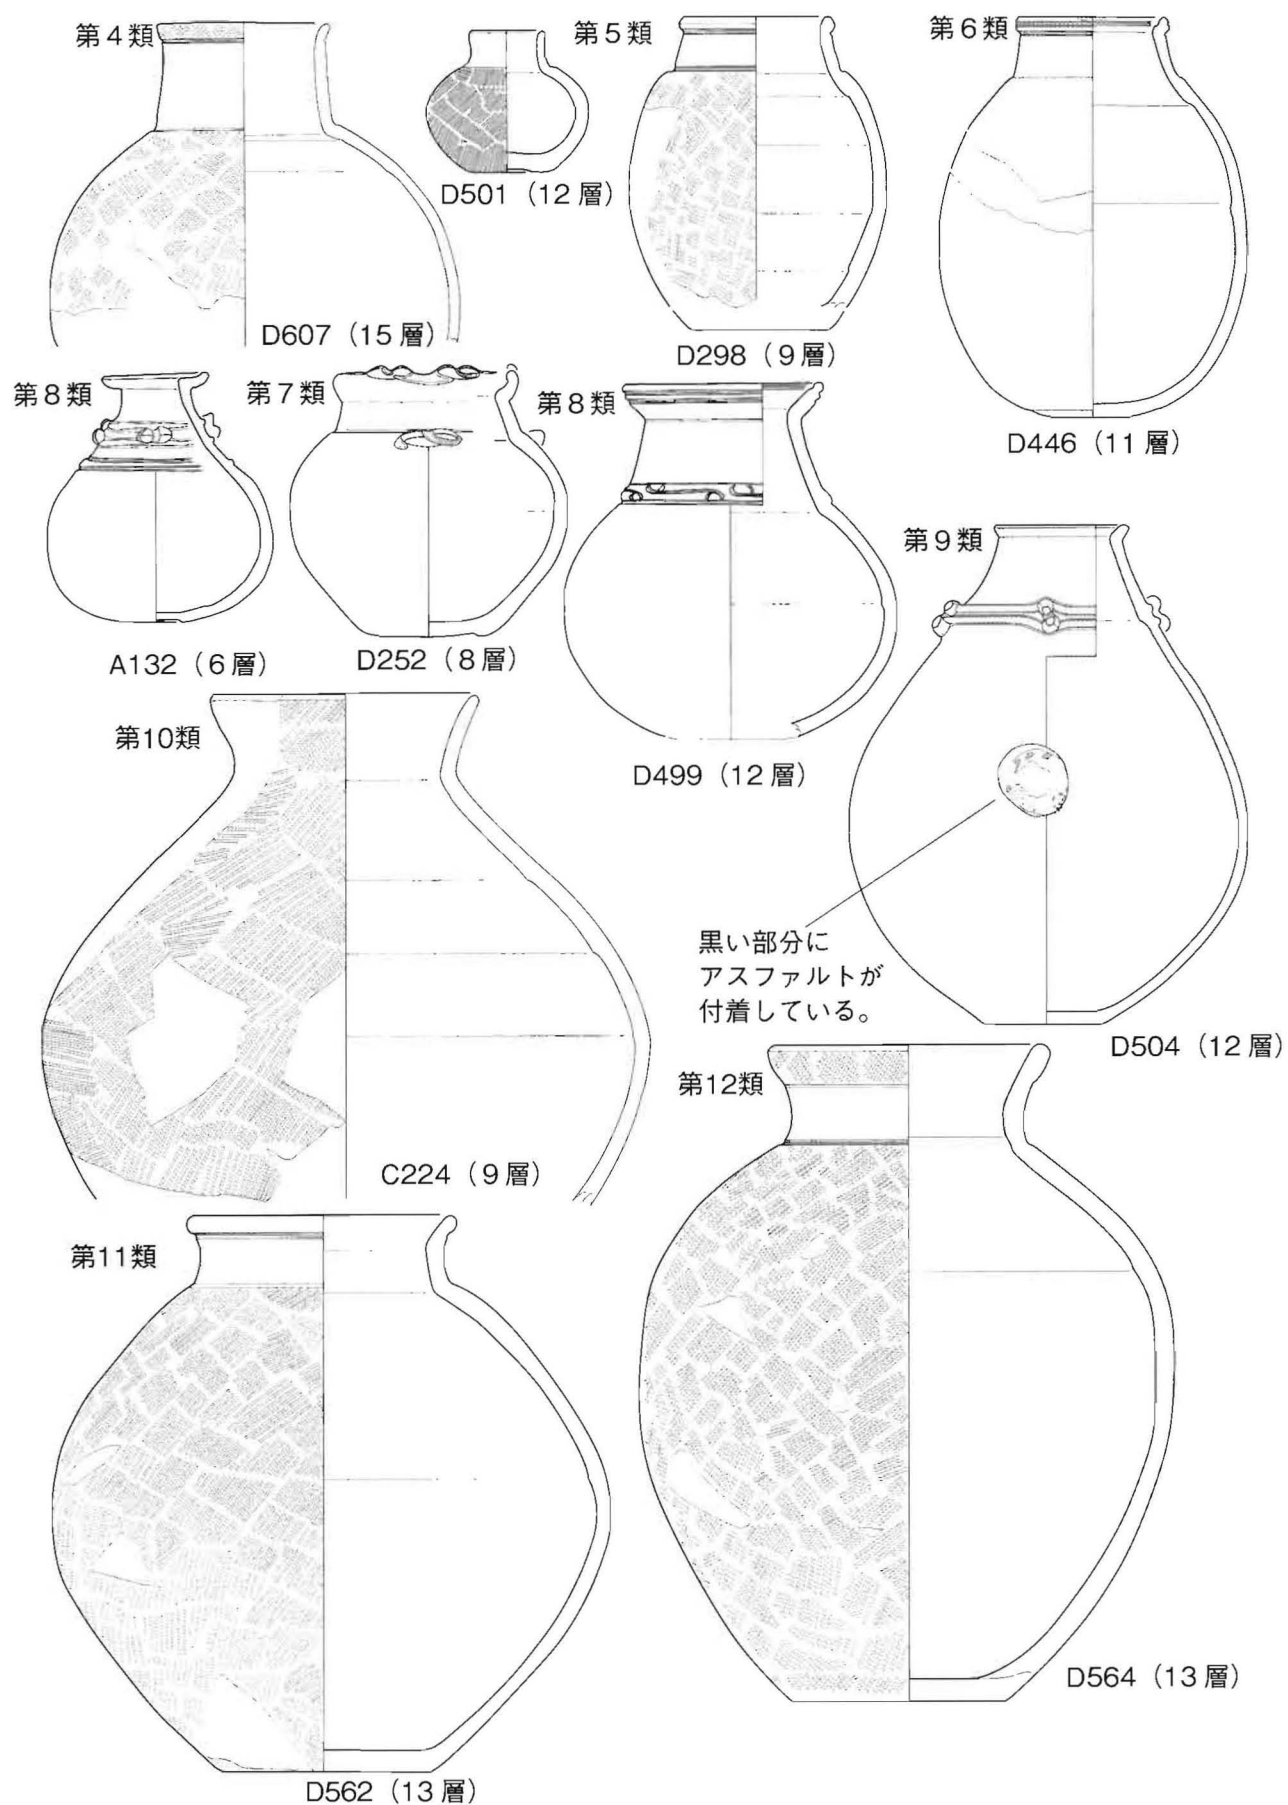 第4類
D607（15層）
D501（12層）
第5類
D298（9層）
第6類
D446（11層）
第8類
A132（6層）
第7類
D252（8層）
第8類
D499（12層）
第9類
黒い部分に
アスファルトが
付着している。
D504（12層）
第10類
C224（9層）
第12類
D564（13層）
第11類
D562（13層）